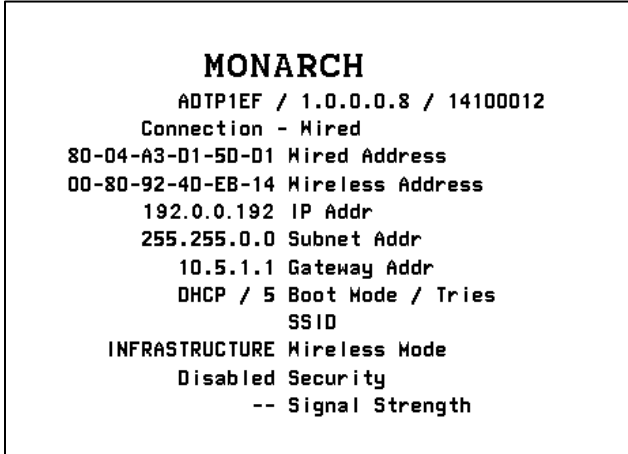 MONARCH
ADTP1EF / 1.0.0.0.8 / 14100012
Connection - Wired
80-04-A3-D1-5D-D1 Wired Address
00-80-92-4D-EB-14 Wireless Address
192.0.0.192 IP Addr
255.255.0.0 Subnet Addr
10.5.1.1 Gateway Addr
DHCP / 5 Boot Mode / Tries
SSID
INFRASTRUCTURE Wireless Mode
Disabled Security
-- Signal Strength